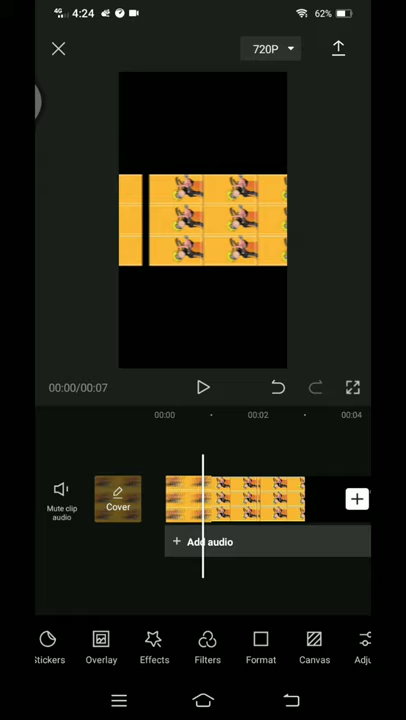 4G 4:24 62%
720P
00:00/00:07
00:00 00:02 00:04
Mute clip
audio
Cover
+ Add audio
Stickers Overlay Effects Filters Format Canvas Adju